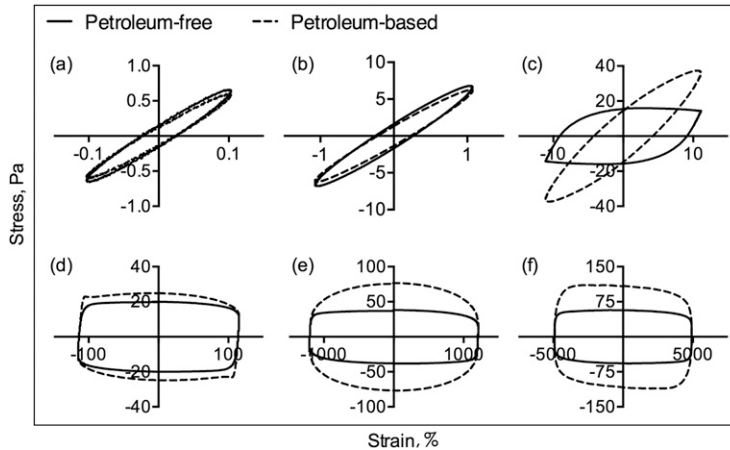 Petroleum-free Petroleum-based
(a) 1.0 0.5 -0.1 0.1 -0.5 -1.0
(b) 10 5 -1 1 -5 -10
(c) 40 20 -10 10 -20 -40
Stress, Pa
(d) 40 20 -100 100 -20 -40
(e) 100 50 -1000 1000 -50 -100
(f) 150 75 -5000 5000 -75 -150
Strain, %